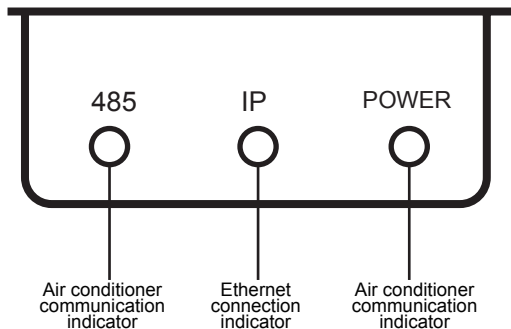 485 IP POWER
Air conditioner communication indicator
Ethernet connection indicator
Air conditioner communication indicator